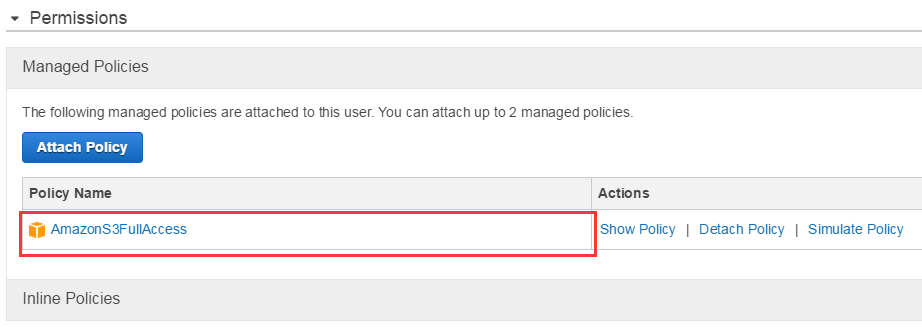 Permissions
Managed Policies
The following managed policies are attached to this user. You can attach up to 2 managed policies.
Attach Policy
Policy Name Actions
AmazonS3FullAccess Show Policy | Detach Policy | Simulate Policy
Inline Policies